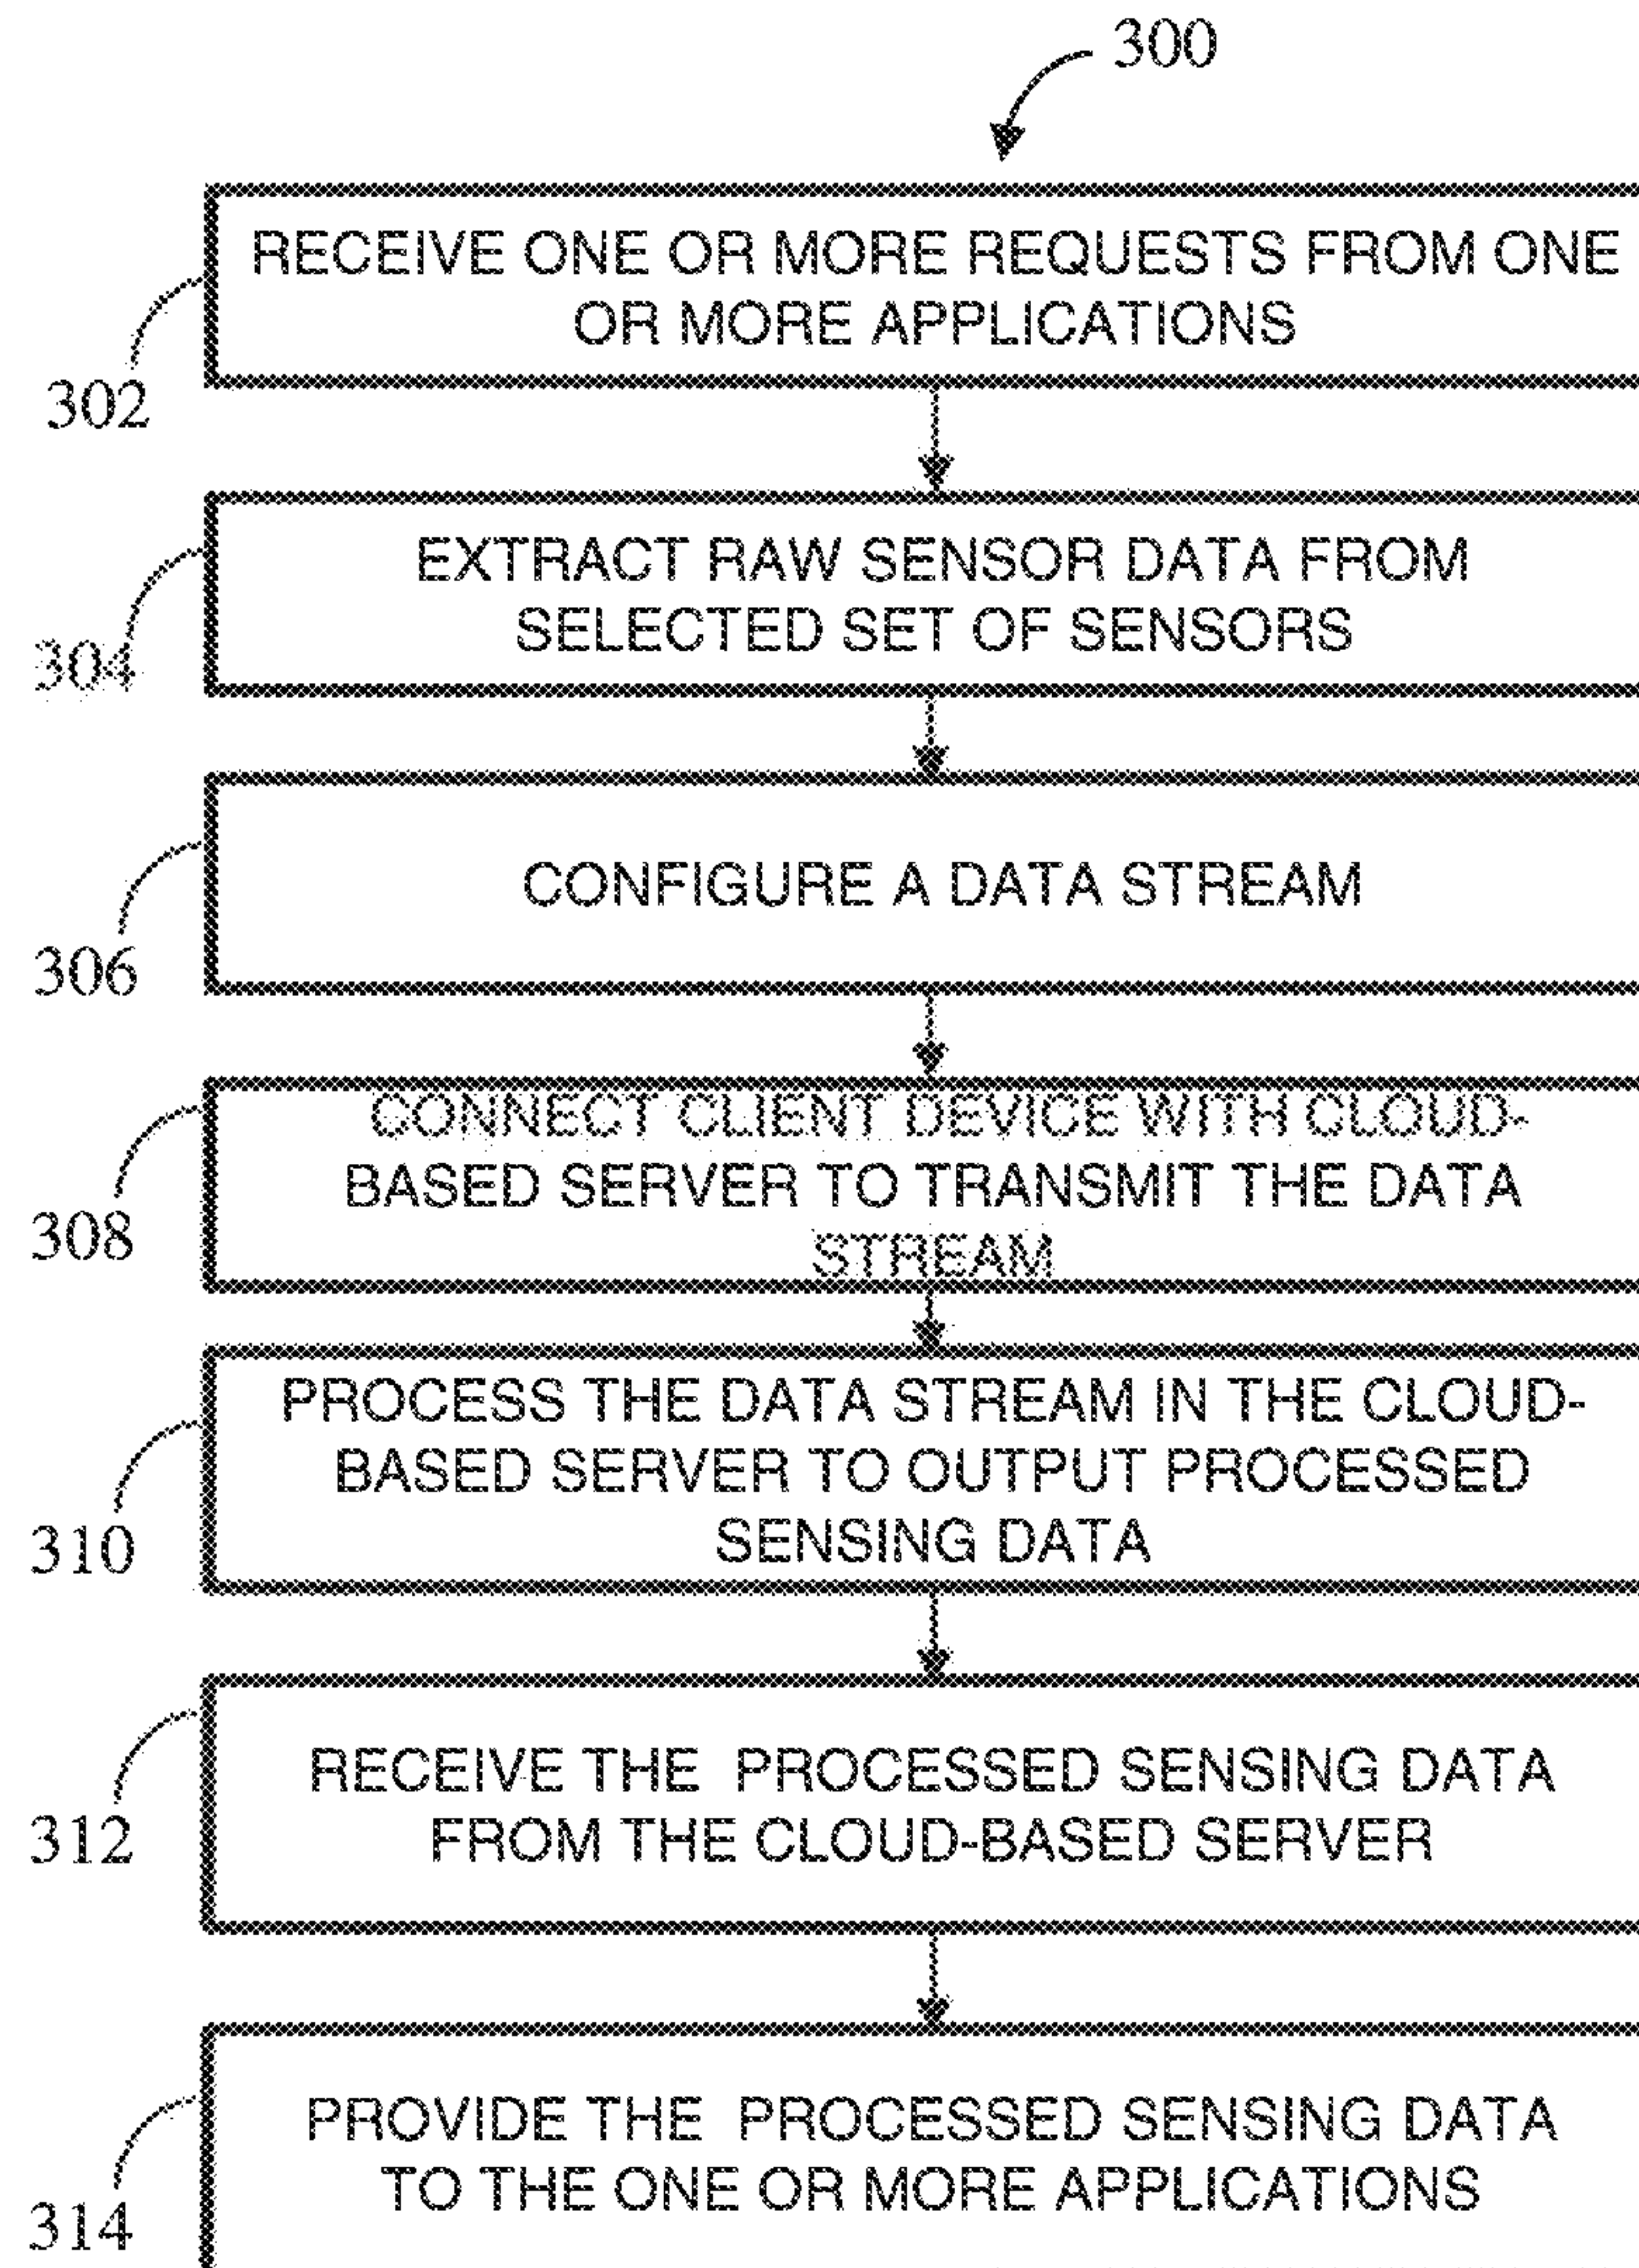 300
RECEIVE ONE OR MORE REQUESTS FROM ONE
OR MORE APPLICATIONS
302
EXTRACT RAW SENSOR DATA FROM
SELECTED SET OF SENSORS
304
CONFIGURE A DATA STREAM
306
CONNECT CLIENT DEVICE WITH CLOUD-
BASED SERVER TO TRANSMIT THE DATA
STREAM
308
PROCESS THE DATA STREAM IN THE CLOUD-
BASED SERVER TO OUTPUT PROCESSED
SENSING DATA
310
RECEIVE THE PROCESSED SENSING DATA
FROM THE CLOUD-BASED SERVER
312
PROVIDE THE PROCESSED SENSING DATA
TO THE ONE OR MORE APPLICATIONS
314